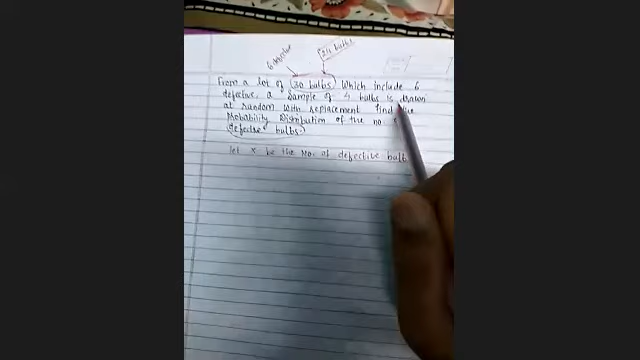 6 defective
24 bulbs
From a lot of 30 bulbs which include 6
defective, a sample of 4 bulbs is drawn
at random with replacement find the
Probability Distribution of the no.
defective bulbs.
let x be the No. of defective bulb